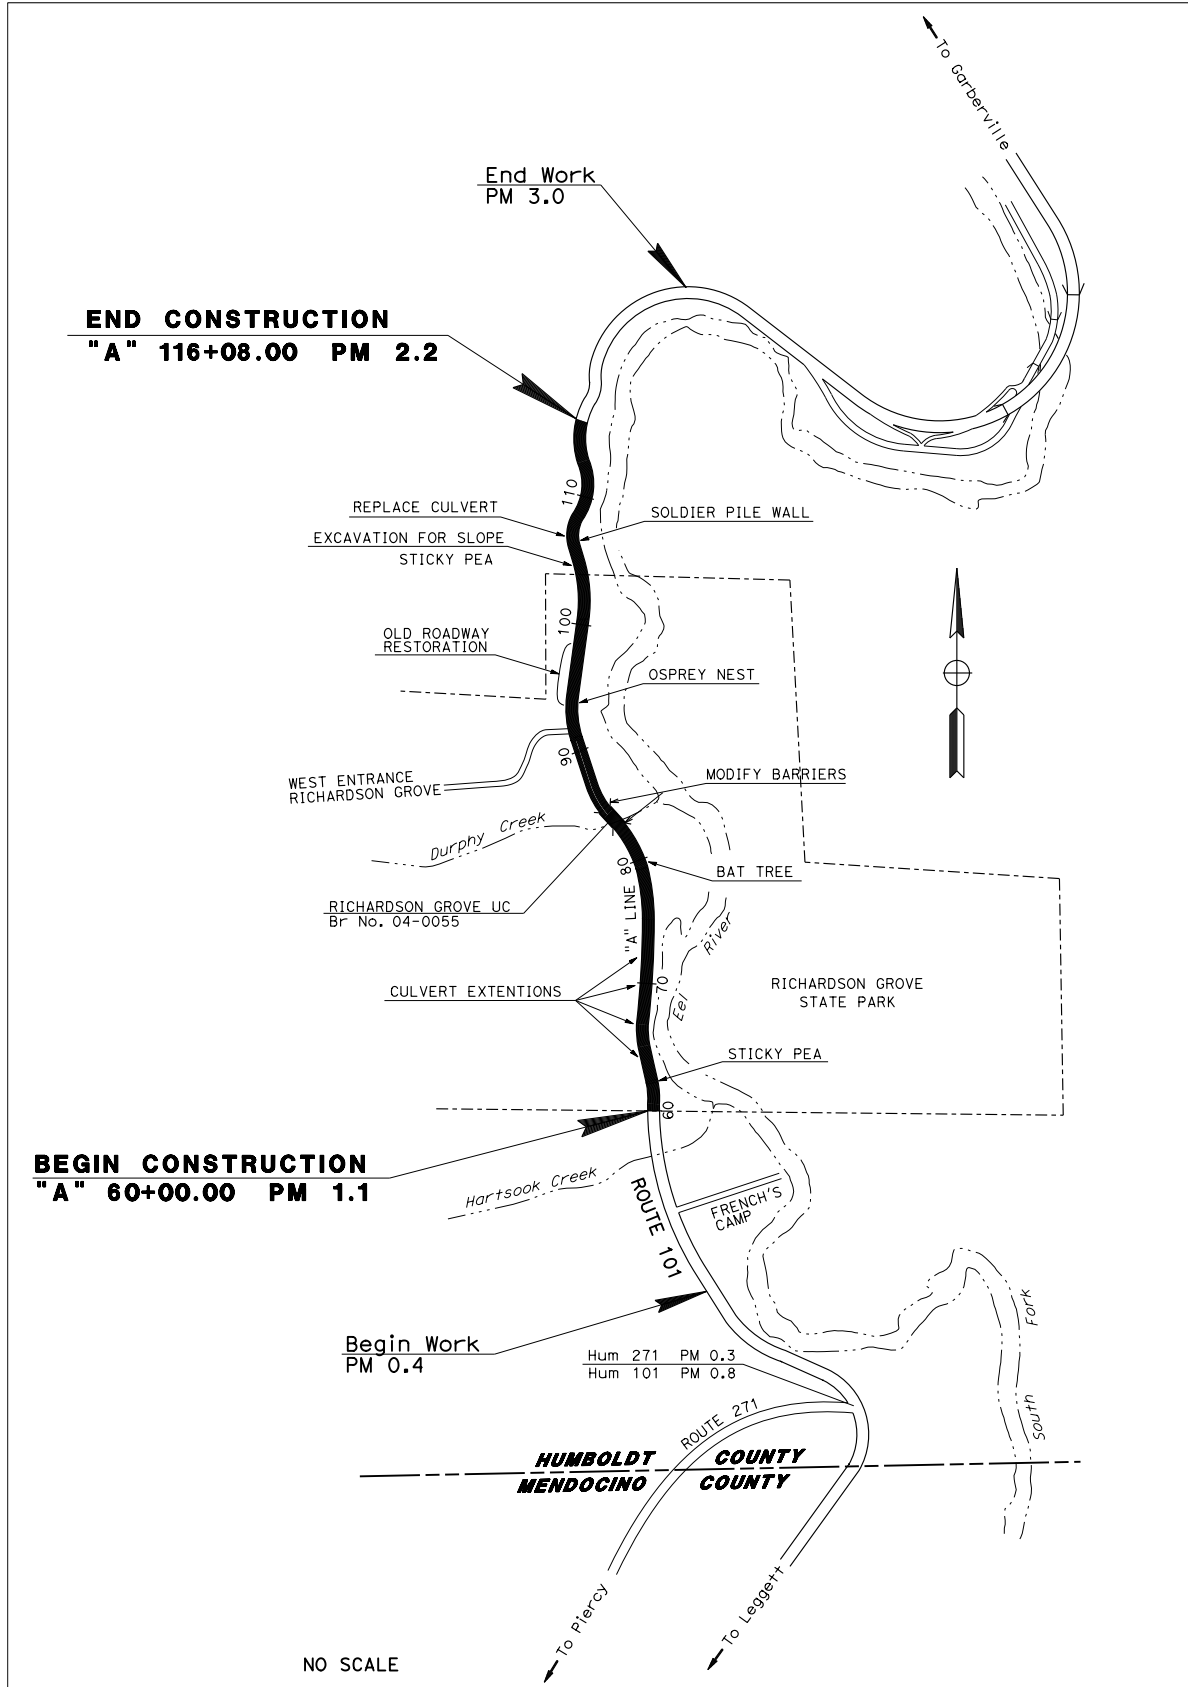 To Garberville
End Work
PM 3.0
END CONSTRUCTION
"A" 116+08.00 PM 2.2
110
REPLACE CULVERT
SOLDIER PILE WALL
EXCAVATION FOR SLOPE
STICKY PEA
100
OLD ROADWAY
RESTORATION
OSPREY NEST
90
WEST ENTRANCE
RICHARDSON GROVE
MODIFY BARRIERS
Durphy Creek
80
BAT TREE
RICHARDSON GROVE UC
Br No. 04-0055
"A" LINE
Eel River
CULVERT EXTENTIONS
70
RICHARDSON GROVE
STATE PARK
STICKY PEA
60
BEGIN CONSTRUCTION
"A" 60+00.00 PM 1.1
Hartsook Creek
ROUTE 101
FRENCH'S
CAMP
Begin Work
PM 0.4
Hum 271 PM 0.3
Hum 101 PM 0.8
South Fork
ROUTE 271
HUMBOLDT COUNTY
MENDOCINO COUNTY
To Piercy
To Leggett
NO SCALE